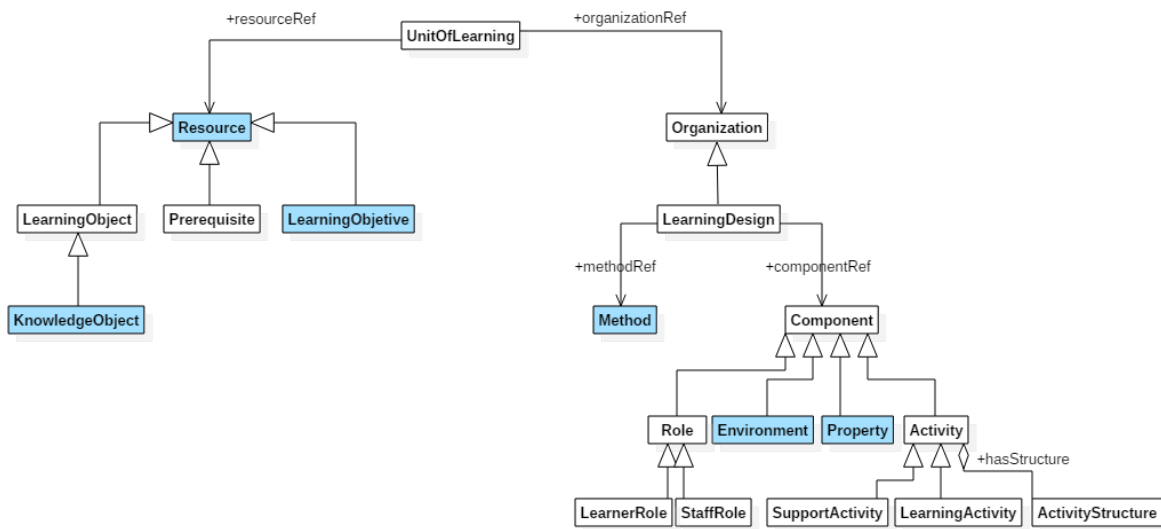 +resourceRef
+organizationRef
UnitOfLearning
Resource
Organization
LearningObject
Prerequisite
LearningObjetive
LearningDesign
+methodRef
+componentRef
KnowledgeObject
Method
Component
Role
Environment
Property
Activity
+hasStructure
LearnerRole
StaffRole
SupportActivity
LearningActivity
ActivityStructure